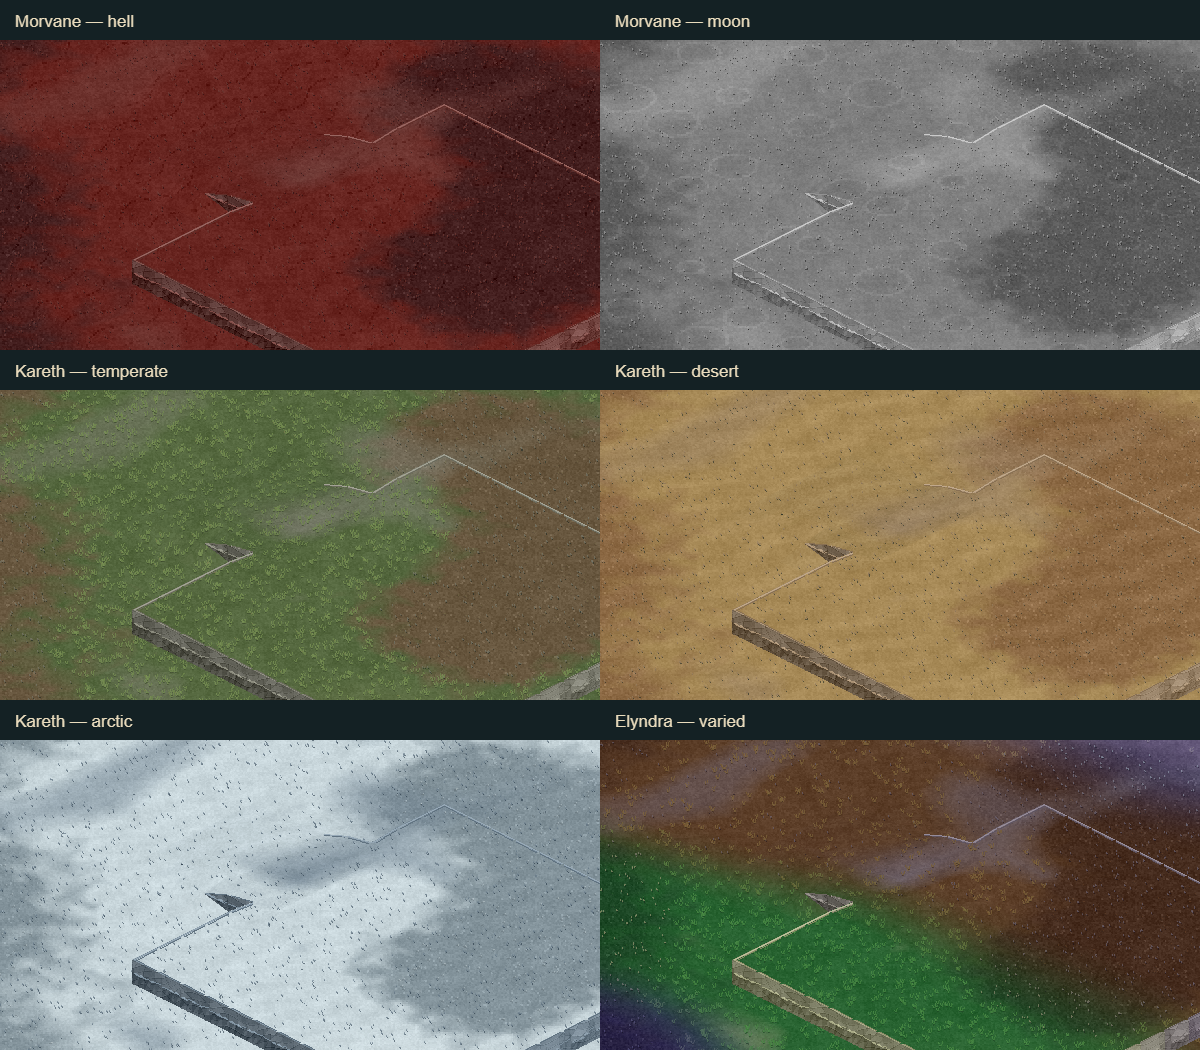 Morvane — hell
Morvane — moon
Kareth — temperate
Kareth — desert
Kareth — arctic
Elyndra — varied